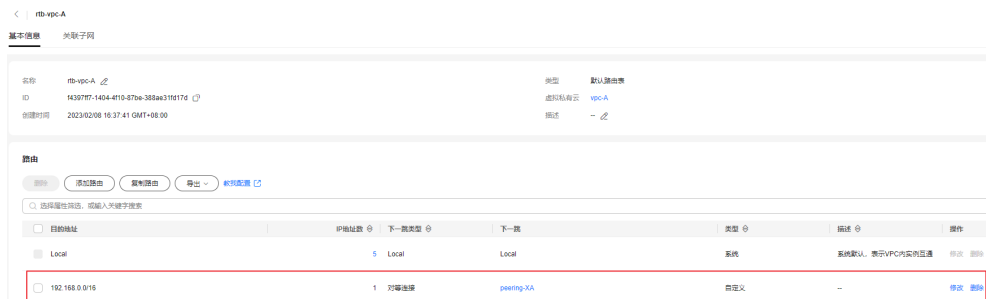 rtb-vpc-A
基本信息 关联子网
名称 rtb-vpc-A 类型 默认路由表
ID f4397ff7-1404-4f10-87be-388ae31fd17d 虚拟私有云 vpc-A
创建时间 2023/02/08 16:37:41 GMT+08:00 描述 --
路由
删除 添加路由 复制路由 导出 教视配置
选择属性筛选，或输入关键字搜索
目的地址 IP地址数 下一跳类型 下一跳 类型 描述 操作
Local 5 Local Local 系统 系统默认，表示VPC内实例互通 修改 删除
192.168.0.0/16 1 对等连接 peering-XA 自定义 -- 修改 删除